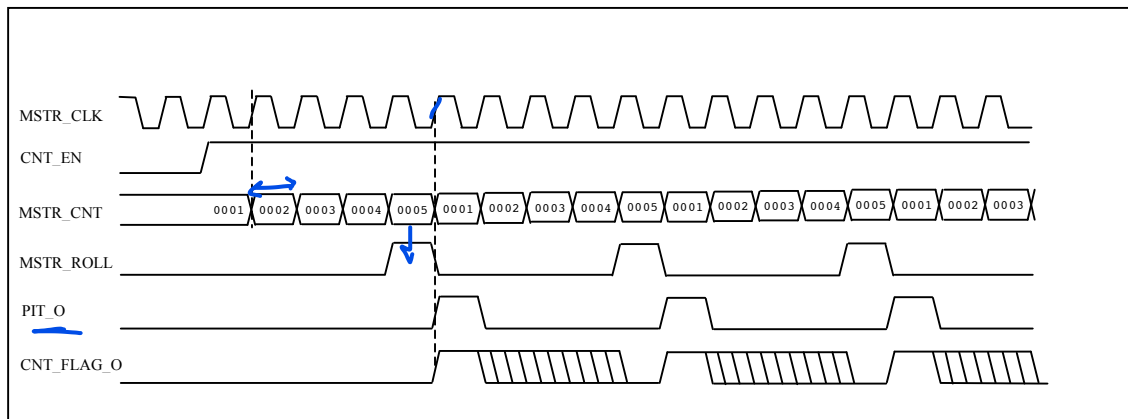 MSTR_CLK
CNT_EN
MSTR_CNT 0001 0002 0003 0004 0005 0001 0002 0003 0004 0005 0001 0002 0003 0004 0005 0001 0002 0003
MSTR_ROLL
PIT_O
CNT_FLAG_O